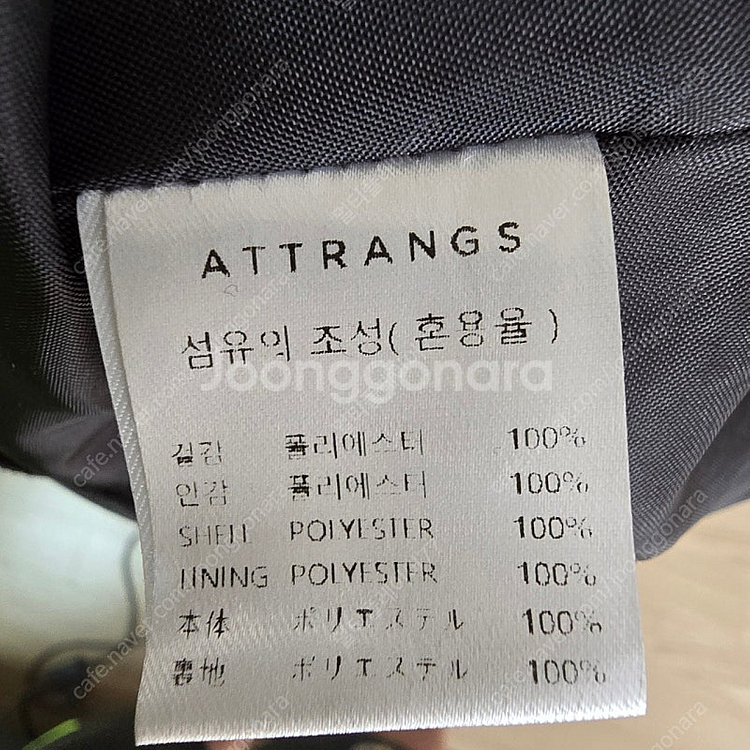 ATTRANGS
섬유의 조성( 혼용율 )
Joonggonara
겉감 폴리에스터 100%
안감 폴리에스터 100%
SHELL POLYESTER 100%
LINING POLYESTER 100%
本体 ポリエステル 100%
裏地 ポリエステル 100%